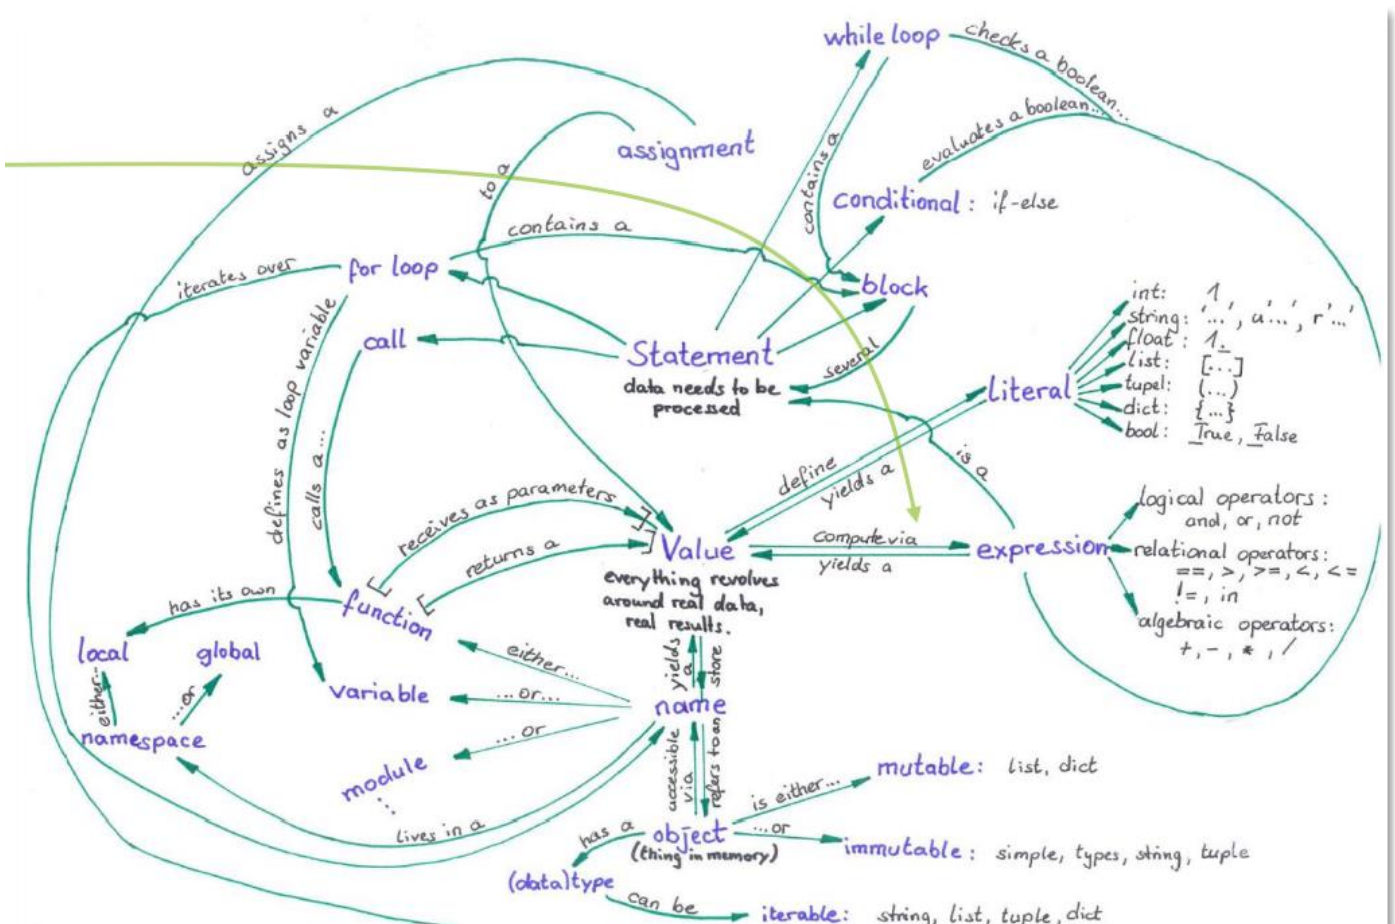 while loop
checks a boolean...
assigns a
assignment
to a
evaluates a boolean...
contains a
conditional: if-else
contains a
iterates over
for loop
block
int: 1
string: '...', u'...', r'...'
float: 1.
list: [...]
tupel: (...)
dict: {...}
bool: True, False
call
Statement
data needs to be
processed
several
Literal
defines as loop variable
calls a...
define
yields a
is a
receives as parameters
returns a
Value
everything revolves
around real data,
real results.
compute via
yields a
expression
logical operators:
and, or, not
relational operators:
==, >, >=, <, <=
!=, in
algebraic operators:
+, -, *, /
has its own
function
local
global
either...
...or
namespace
variable
either...
...or...
...or
module
...
yields
a
store
name
lives in a
accessible
via
refers to an
object
(thing in memory)
is either...
mutable: list, dict
...or
immutable: simple, types, string, tuple
has a
(data)type
can be
iterable: string, list, tuple, dict